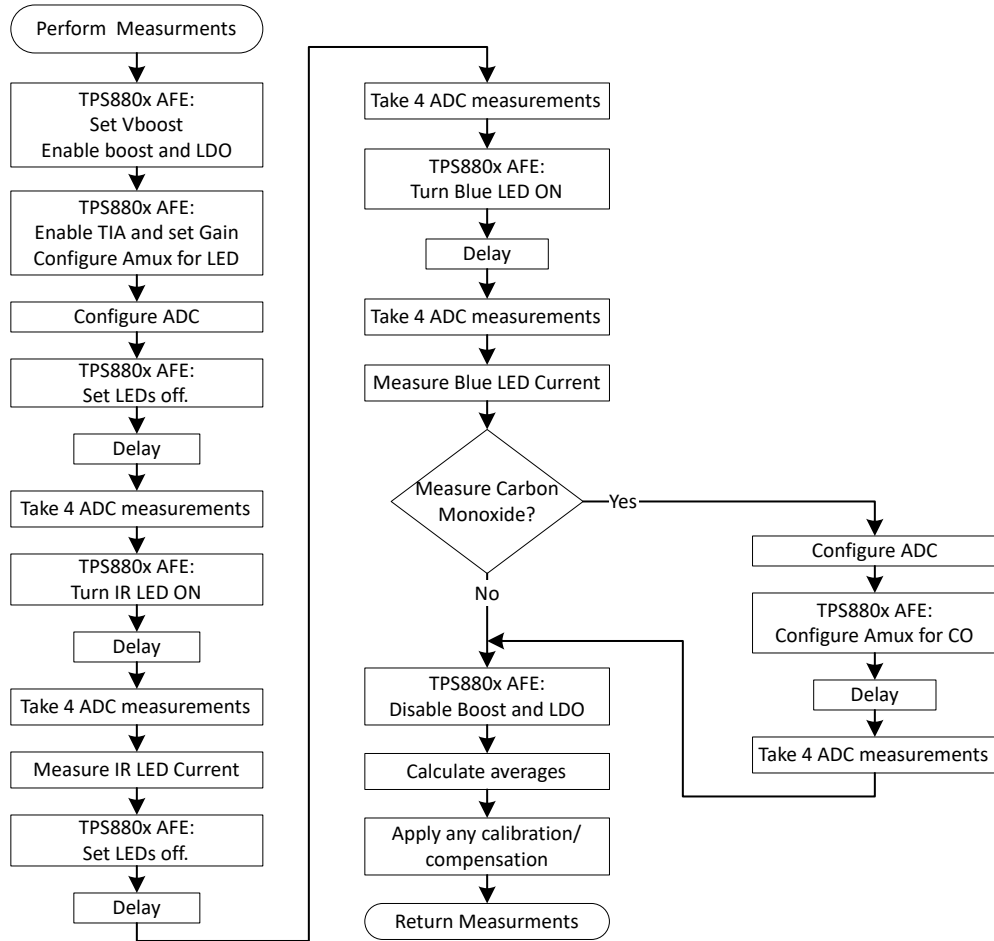 Perform  Measurments
TPS880x AFE:
Set Vboost
Enable boost and LDO
TPS880x AFE:
Enable TIA and set Gain
Configure Amux for LED
Configure ADC
TPS880x AFE:
Set LEDs off.
Delay
Take 4 ADC measurements
TPS880x AFE:
Turn IR LED ON
Delay
Take 4 ADC measurements
Measure IR LED Current
TPS880x AFE:
Set LEDs off.
Delay
Take 4 ADC measurements
TPS880x AFE:
Turn Blue LED ON
Delay
Take 4 ADC measurements
Measure Blue LED Current
Measure Carbon
Monoxide?
Yes
No
Configure ADC
TPS880x AFE:
Configure Amux for CO
Delay
Take 4 ADC measurements
TPS880x AFE:
Disable Boost and LDO
Calculate averages
Apply any calibration/
compensation
Return Measurments